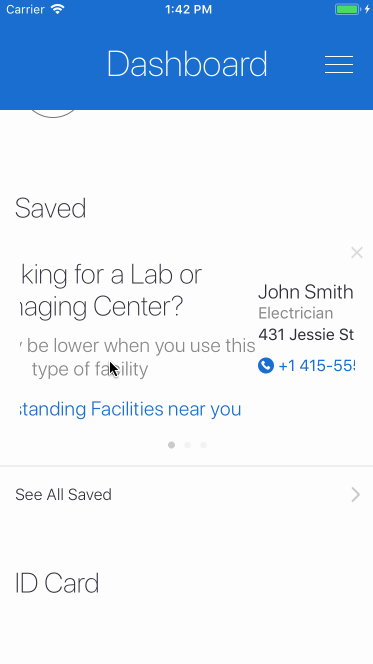 Carrier 1:42 PM
Dashboard
Saved
king for a Lab or
naging Center?
y be lower when you use this
type of facility
standing Facilities near you
John Smith
Electrician
431 Jessie St
+1 415-555
See All Saved
ID Card